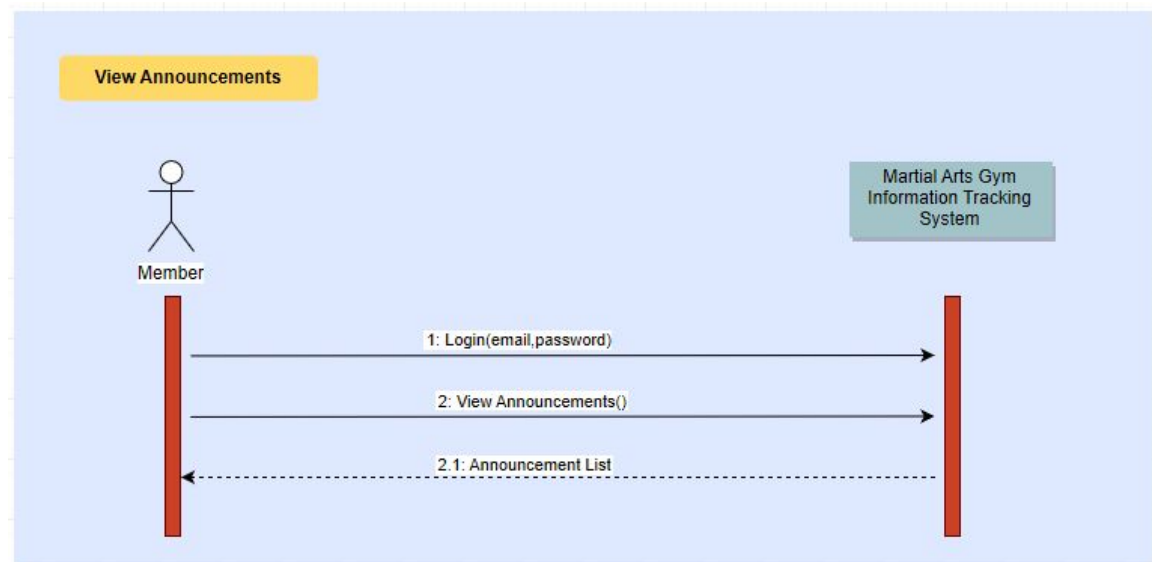 View Announcements
Martial Arts Gym
Information Tracking
System
Member
1: Login(email,password)
2: View Announcements()
2.1: Announcement List